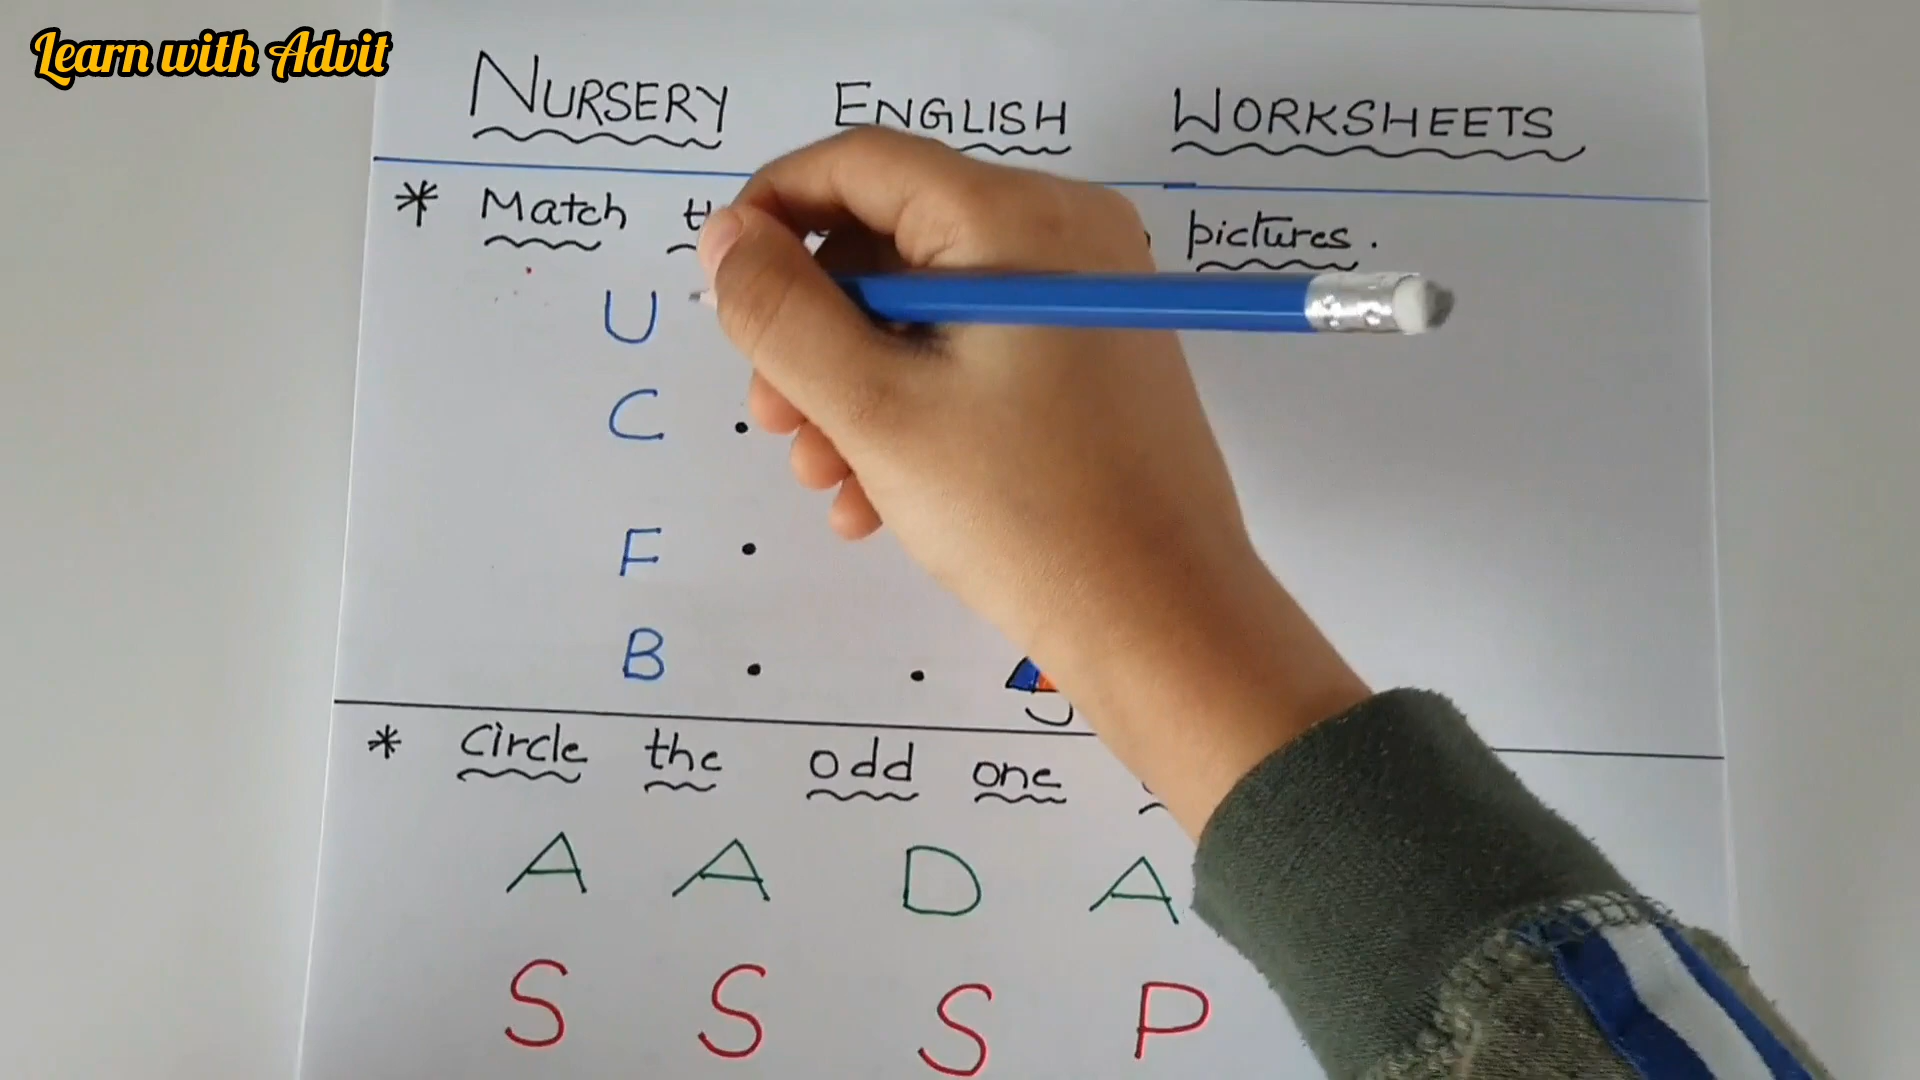 Learn with Advit
NURSERY ENGLISH WORKSHEETS
* Match pictures.
U
C
F
B
* Circle the odd one
A A D A
S S S P